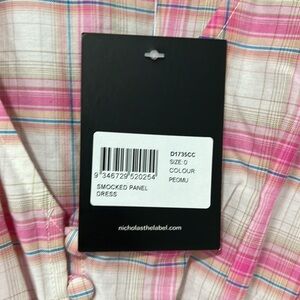 D1735CC
SIZE: 0
COLOUR
PEOMU
9 346729 520254
SMOCKED PANEL
DRESS
nicholasthelabel.com